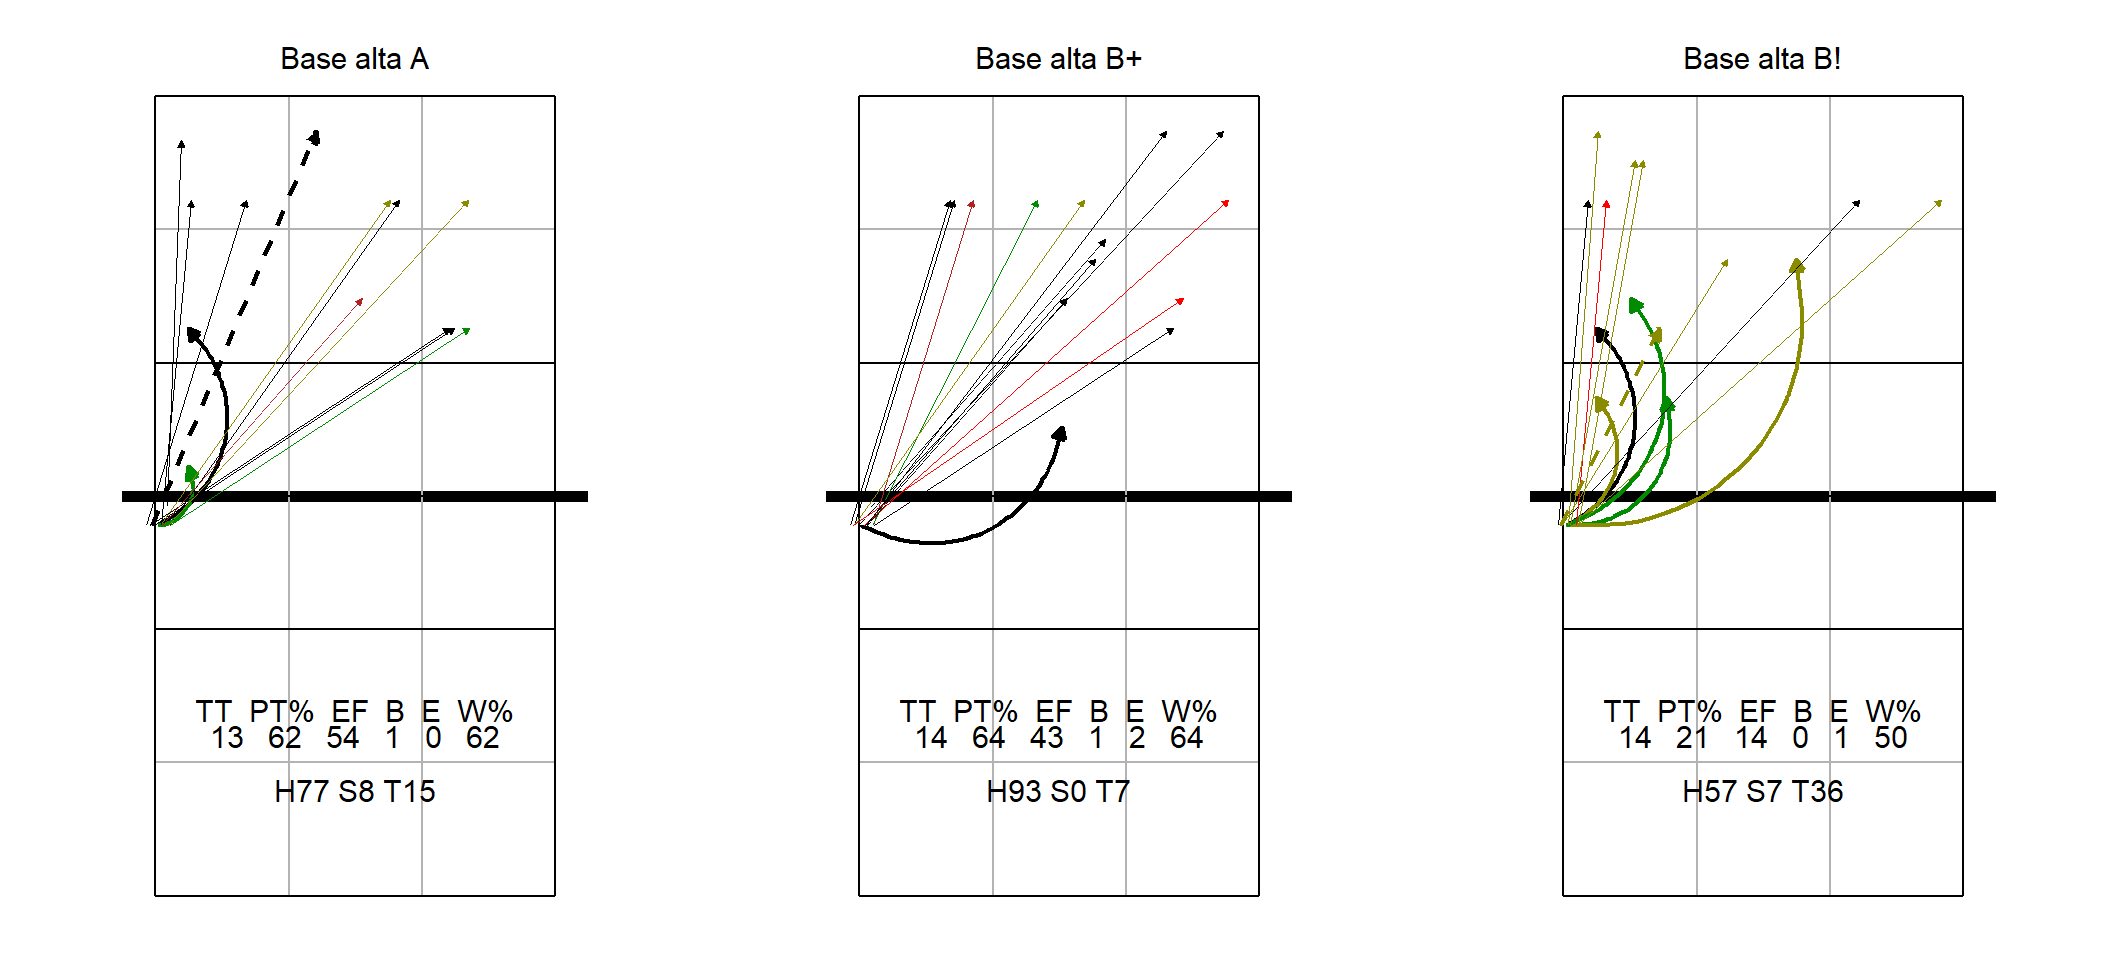 Base alta A
TT PT% EF B E W%
13 62 54 1 0 62
H77 S8 T15
Base alta B+
TT PT% EF B E W%
14 64 43 1 2 64
H93 S0 T7
Base alta B!
TT PT% EF B E W%
14 21 14 0 1 50
H57 S7 T36